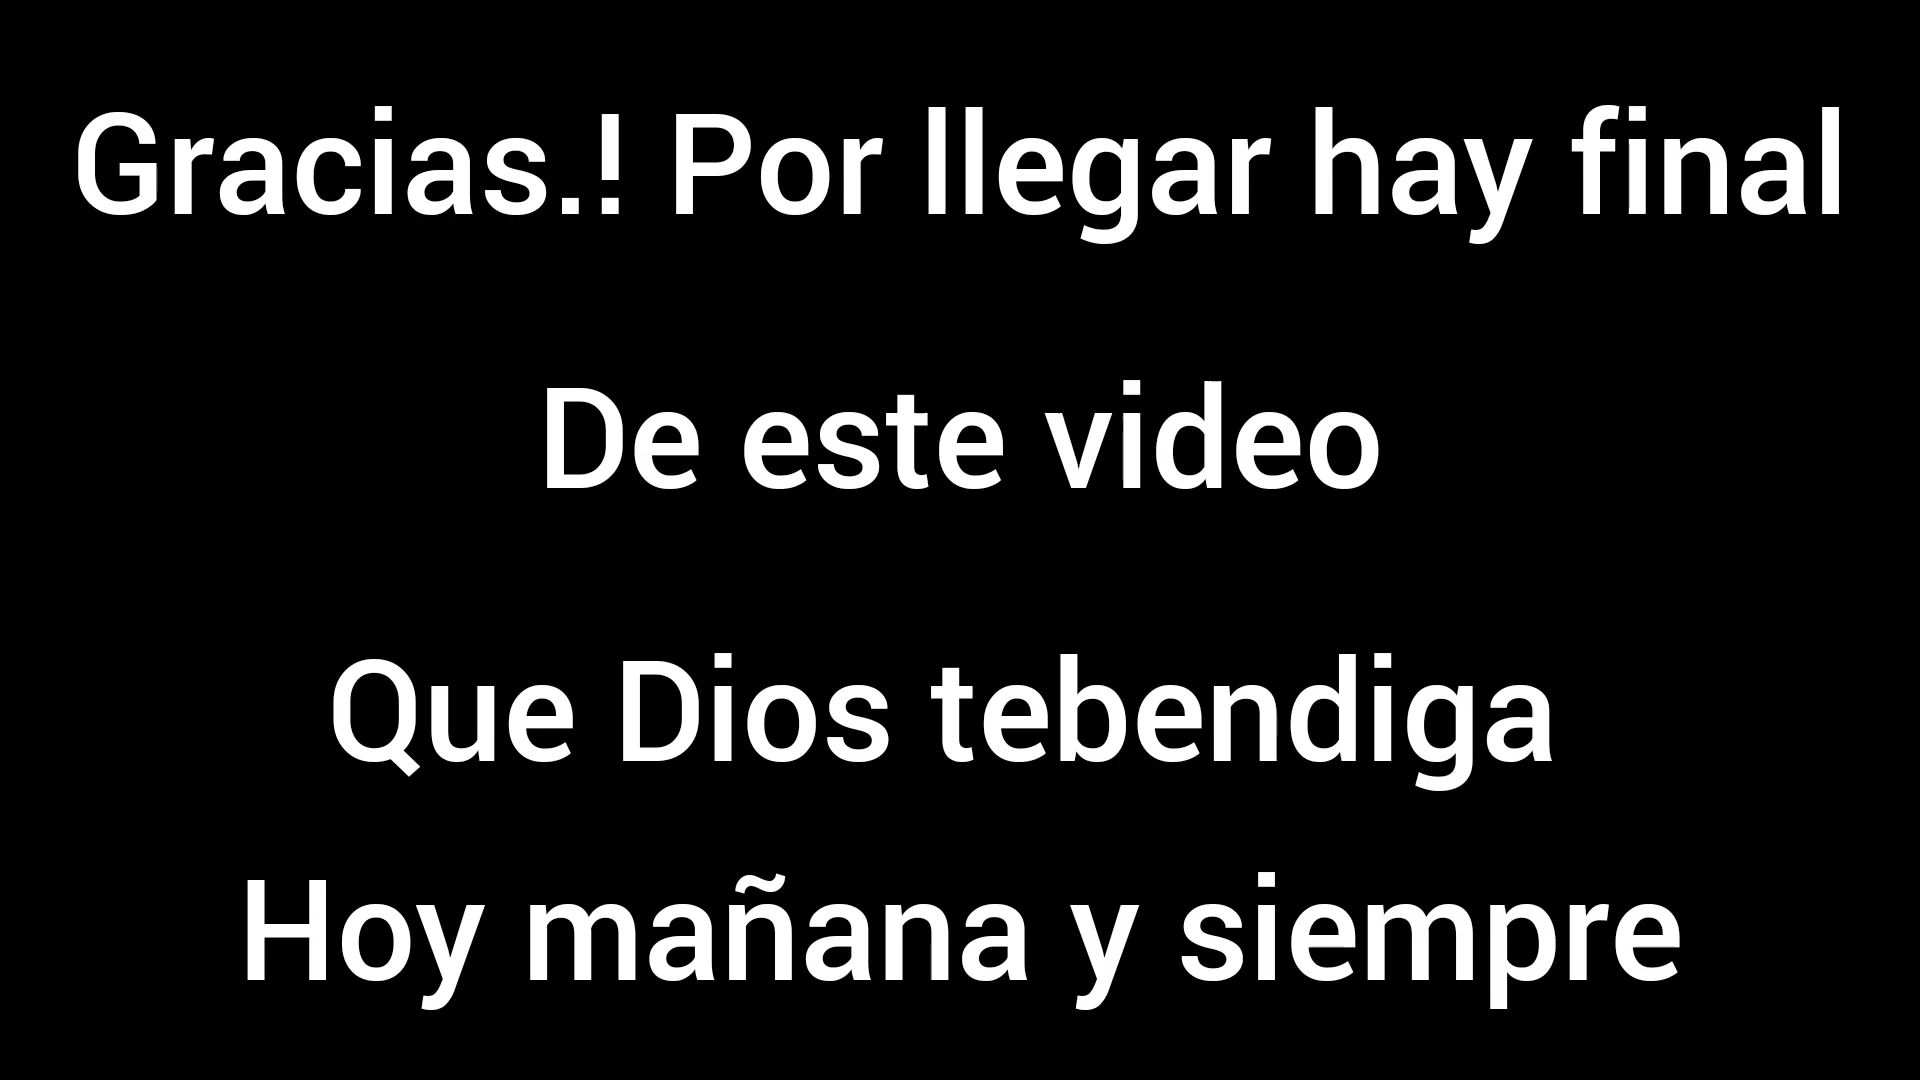 Gracias.! Por llegar hay final
De este video
Que Dios tebendiga
Hoy mañana y siempre